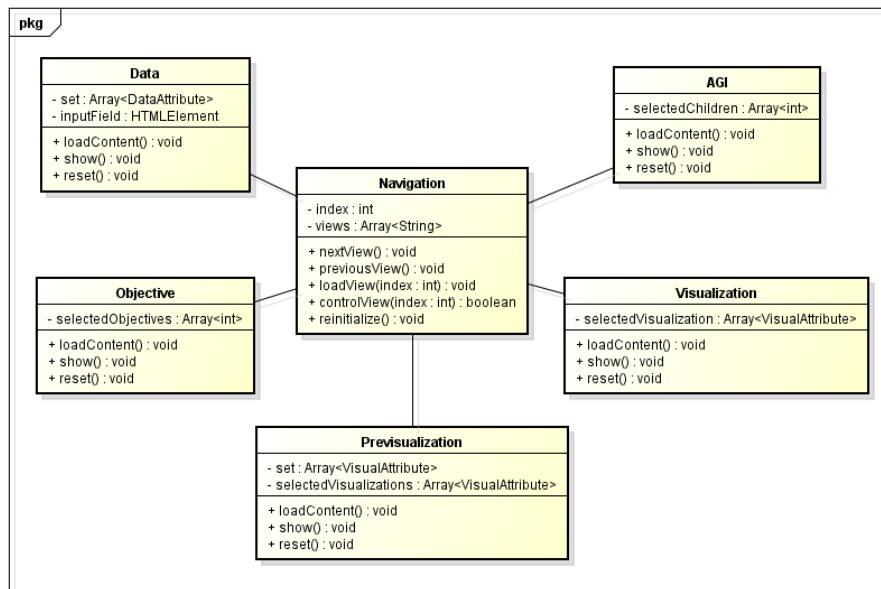 pkg
Data
- set : Array<DataAttribute>
- inputField : HTMLElement
+ loadContent() : void
+ show() : void
+ reset() : void
AGI
- selectedChildren : Array<int>
+ loadContent() : void
+ show() : void
+ reset() : void
Navigation
- index : int
- views : Array<String>
+ nextView() : void
+ previousView() : void
+ loadView(index : int) : void
+ controlView(index : int) : boolean
+ reinitialize() : void
Objective
- selectedObjectives : Array<int>
+ loadContent() : void
+ show() : void
+ reset() : void
Visualization
- selectedVisualization : Array<VisualAttribute>
+ loadContent() : void
+ show() : void
+ reset() : void
Previsualization
- set : Array<VisualAttribute>
- selectedVisualizations : Array<VisualAttribute>
+ loadContent() : void
+ show() : void
+ reset() : void